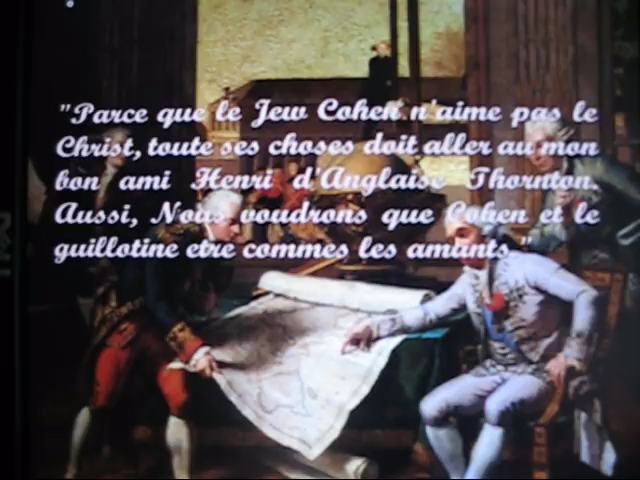 "Parce que le Jew Cohen n'aime pas le
Christ, toute ses choses doit aller au mon
bon ami Henri d'Anglaise Thornton.
Aussi, Nous voudrons que Cohen et le
guillotine etre commes les amants."